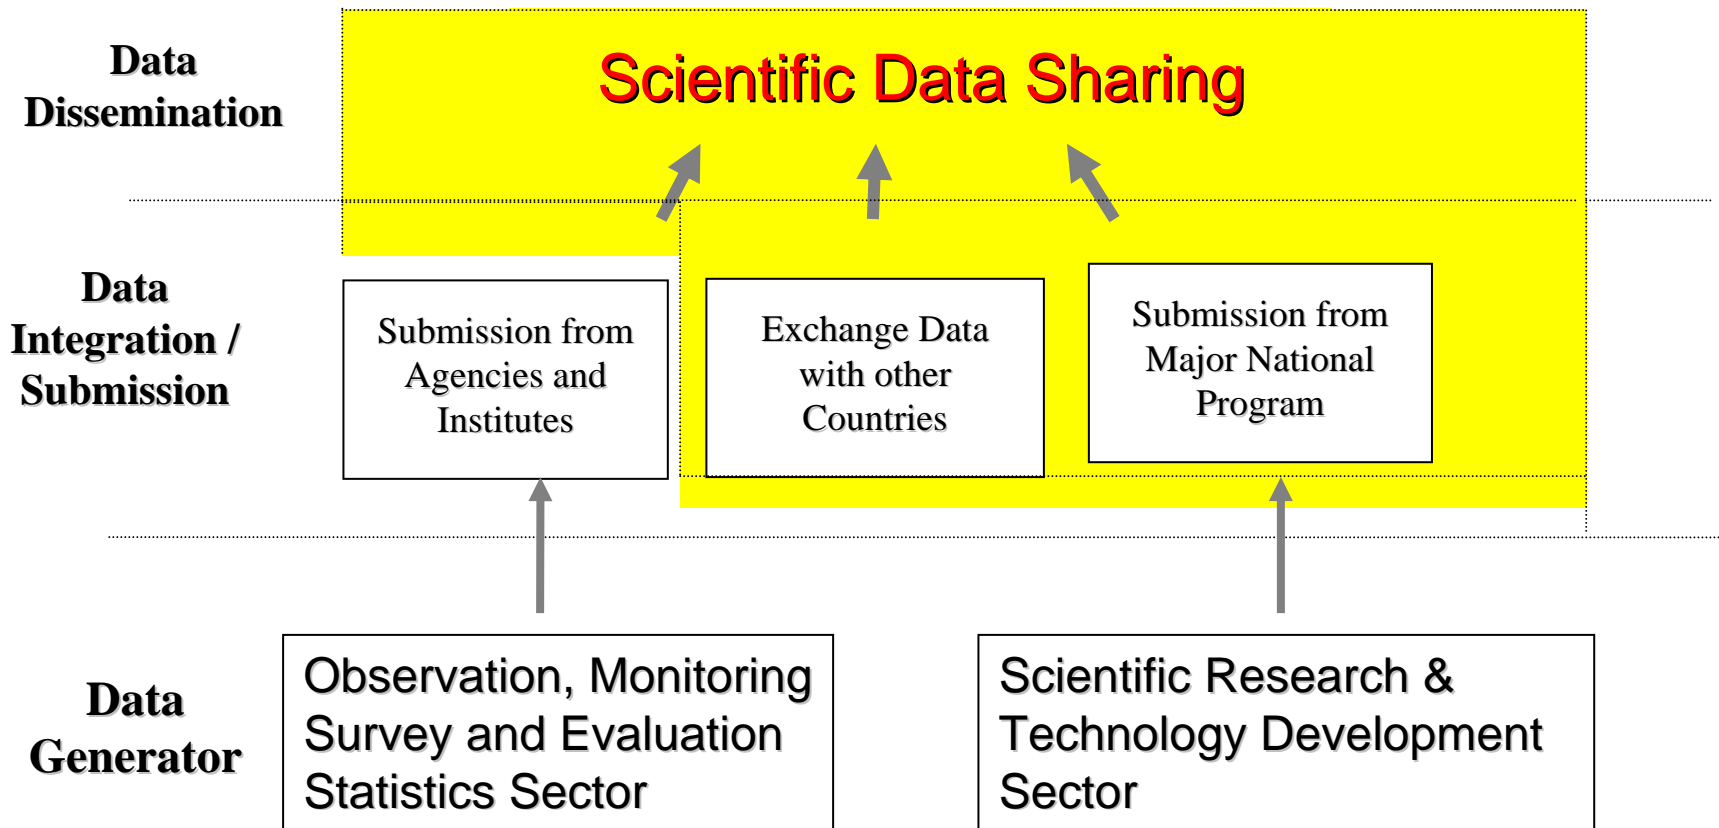 Data
Dissemination
Scientific Data Sharing
Data
Integration /
Submission
Submission from
Agencies and
Institutes
Exchange Data
with other
Countries
Submission from
Major National
Program
Data
Generator
Observation, Monitoring
Survey and Evaluation
Statistics Sector
Scientific Research &
Technology Development
Sector